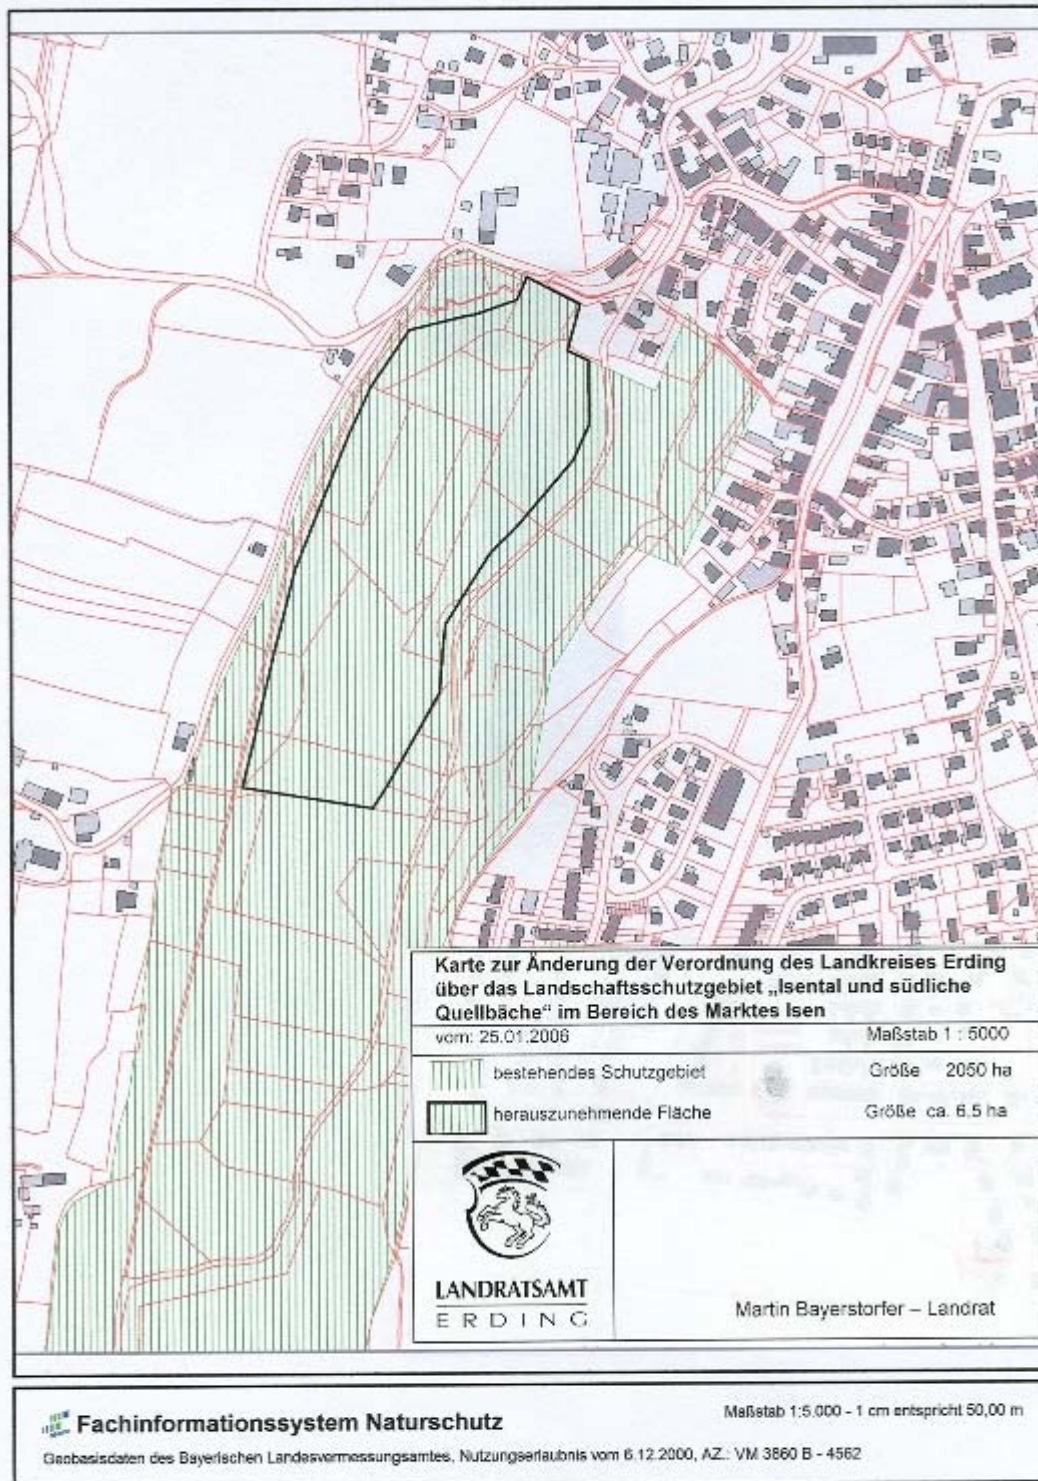 Karte zur Änderung der Verordnung des Landkreises Erding
über das Landschaftsschutzgebiet „Isental und südliche
Quellbäche“ im Bereich des Marktes Isen
vom: 25.01.2006 Maßstab 1 : 5000
bestehendes Schutzgebiet Größe 2050 ha
herauszunehmende Fläche Größe ca. 6.5 ha
LANDRATSAMT
ERDING
Martin Bayerstorfer – Landrat
Fachinformationssystem Naturschutz
Maßstab 1:5.000 - 1 cm entspricht 50,00 m
Geobasisdaten des Bayerischen Landesvermessungsamtes, Nutzungserlaubnis vom 6.12.2000, AZ.: VM 3860 B - 4562